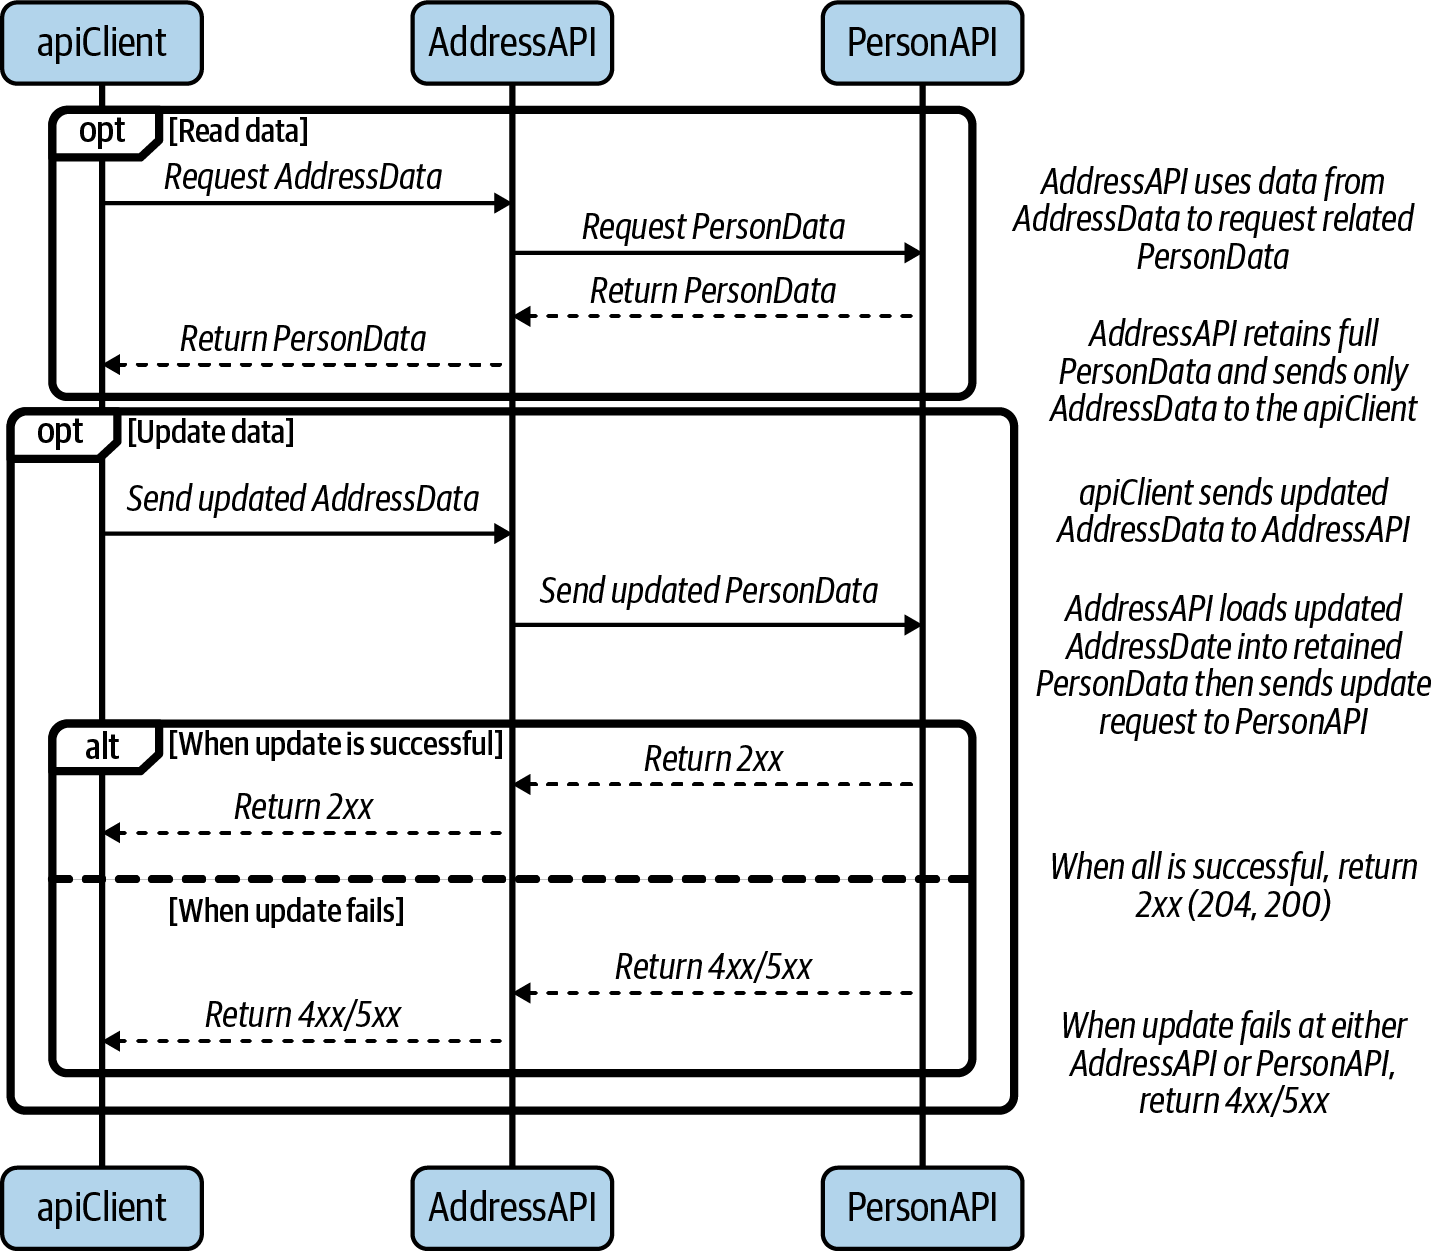 apiClient
AddressAPI
PersonAPI
opt
[Read data]
Request AddressData
Request PersonData
Return PersonData
Return PersonData
AddressAPI uses data from
AddressData to request related
PersonData
AddressAPI retains full
PersonData and sends only
AddressData to the apiClient
opt
[Update data]
Send updated AddressData
Send updated PersonData
apiClient sends updated
AddressData to AddressAPI
AddressAPI loads updated
AddressDate into retained
PersonData then sends update
request to PersonAPI
alt
[When update is successful]
Return 2xx
Return 2xx
When all is successful, return
2xx (204, 200)
[When update fails]
Return 4xx/5xx
Return 4xx/5xx
When update fails at either
AddressAPI or PersonAPI,
return 4xx/5xx
apiClient
AddressAPI
PersonAPI